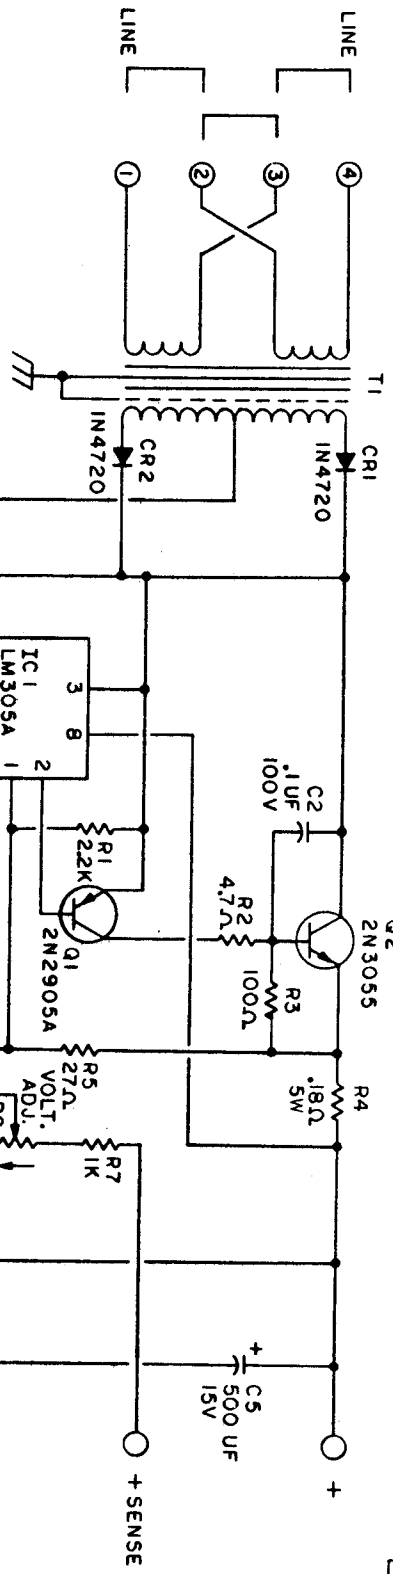 LINE
LINE
1
2
3
4
T1
CR1
1N4720
CR2
1N4720
IC1
LM305A
3
8
2
1
R1
2.2K
Q1
2N2905A
C2
.1UF
100V
R2
4.7Ω
2N3055
R3
100Ω
R4
.18Ω
5W
R5
27Ω
VOLT.
ADJ.
R7
1K
+
C5
500 UF
15V
+
+ SENSE